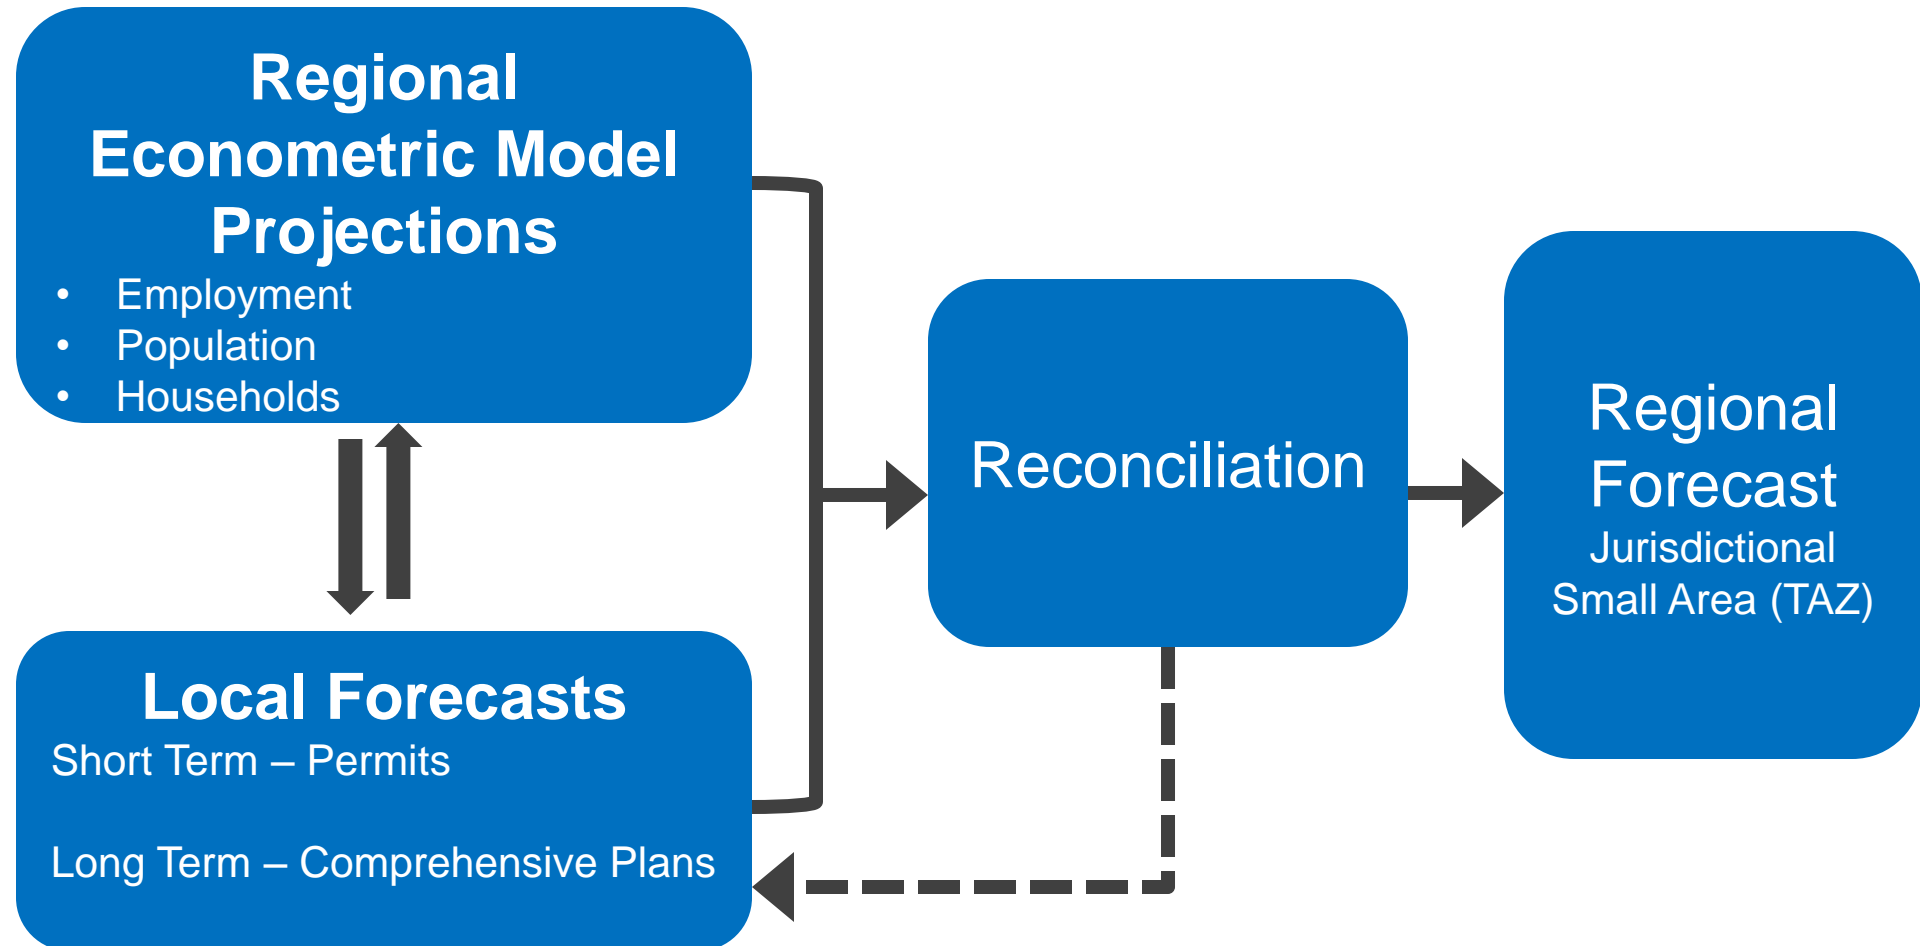 Regional
Econometric Model
Projections
• Employment
• Population
• Households
Local Forecasts
Short Term – Permits
Long Term – Comprehensive Plans
Reconciliation
Regional
Forecast
Jurisdictional
Small Area (TAZ)